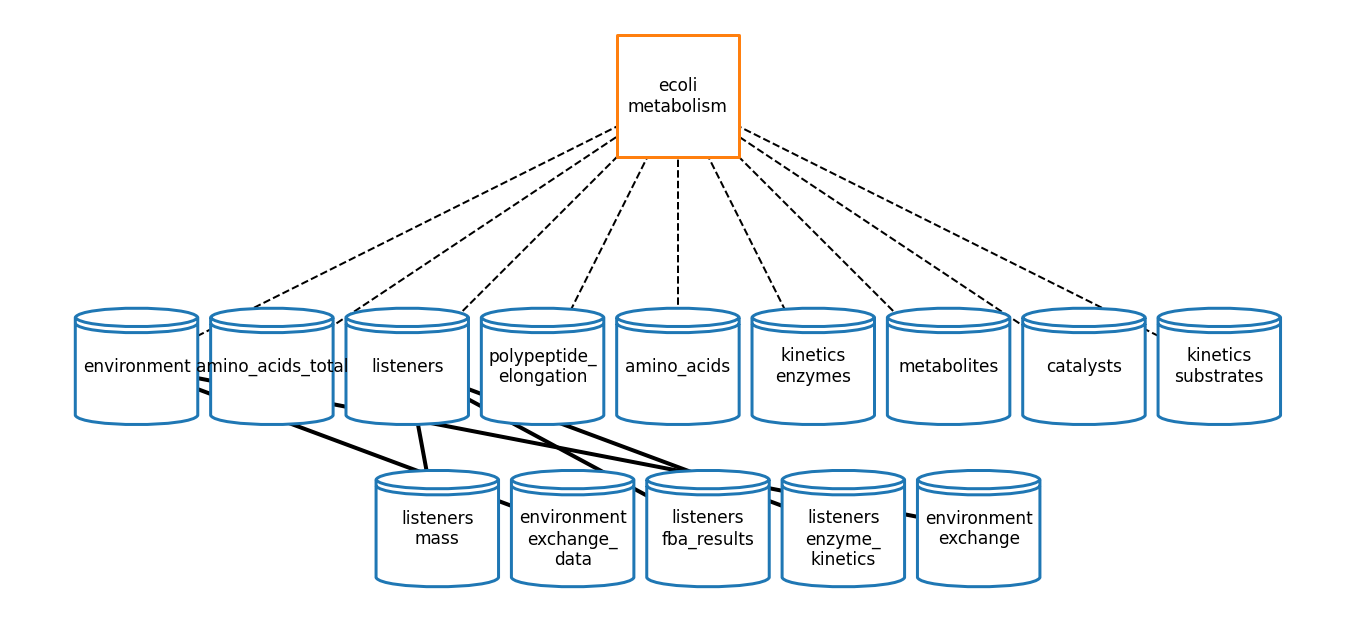 ecoli
metabolism
environment
amino_acids_total
listeners
polypeptide_
elongation
amino_acids
kinetics
enzymes
metabolites
catalysts
kinetics
substrates
listeners
mass
environment
exchange_
data
listeners
fba_results
listeners
enzyme_
kinetics
environment
exchange